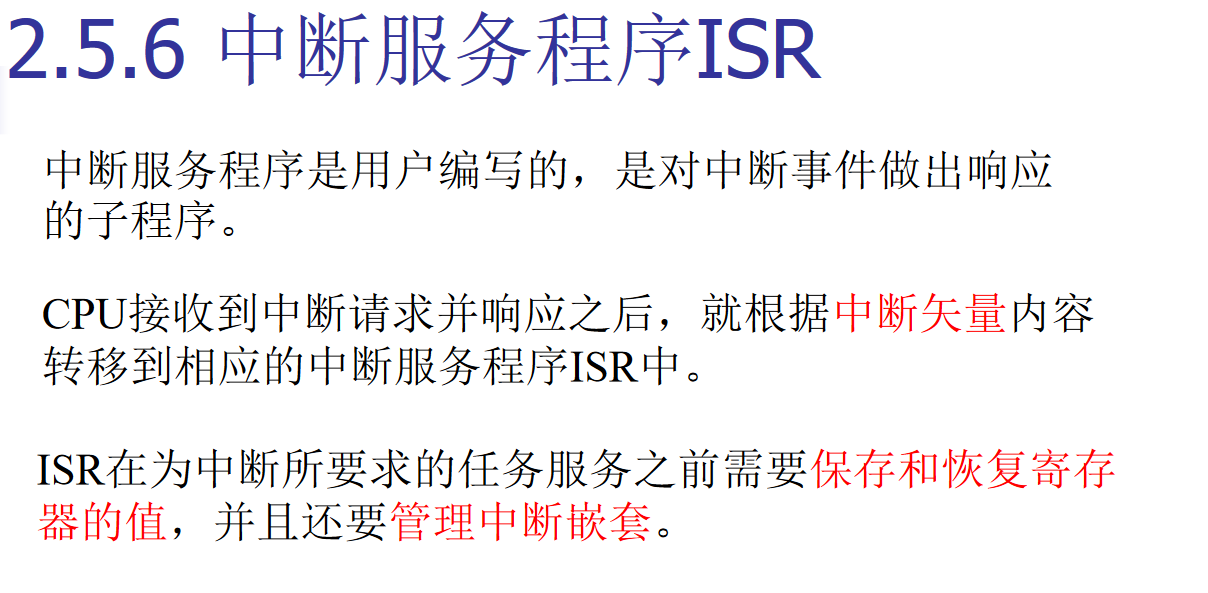 2.5.6 中断服务程序ISR
中断服务程序是用户编写的，是对中断事件做出响应
的子程序。
CPU接收到中断请求并响应之后，就根据中断矢量内容
转移到相应的中断服务程序ISR中。
ISR在为中断所要求的任务服务之前需要保存和恢复寄存
器的值，并且还要管理中断嵌套。